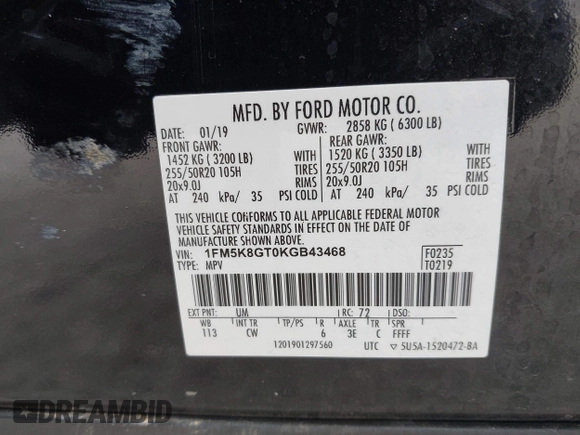 MFD. BY FORD MOTOR CO.
DATE: 01/19 GVWR: 2858 KG ( 6300 LB)
FRONT GAWR: REAR GAWR:
1452 KG ( 3200 LB) WITH 1520 KG ( 3350 LB) WITH
255/50R20 105H TIRES 255/50R20 105H TIRES
20x9.0J RIMS 20x9.0J RIMS
AT 240 kPa/ 35 PSI COLD AT 240 kPa/ 35 PSI COLD
THIS VEHICLE CONFORMS TO ALL APPLICABLE FEDERAL MOTOR
VEHICLE SAFETY STANDARDS IN EFFECT ON THE DATE OF
MANUFACTURE SHOWN ABOVE.
VIN: 1FM5K8GT0KGB43468 F0235
TYPE: MPV T0219
EXT PNT: UM RC: 72 DSO:
WB INT TR TP/PS R AXLE TR SPR
113 CW 6 3E C FFFF
1201901297560 UTC ▽ 5U5A-1520472-BA
DREAMBID